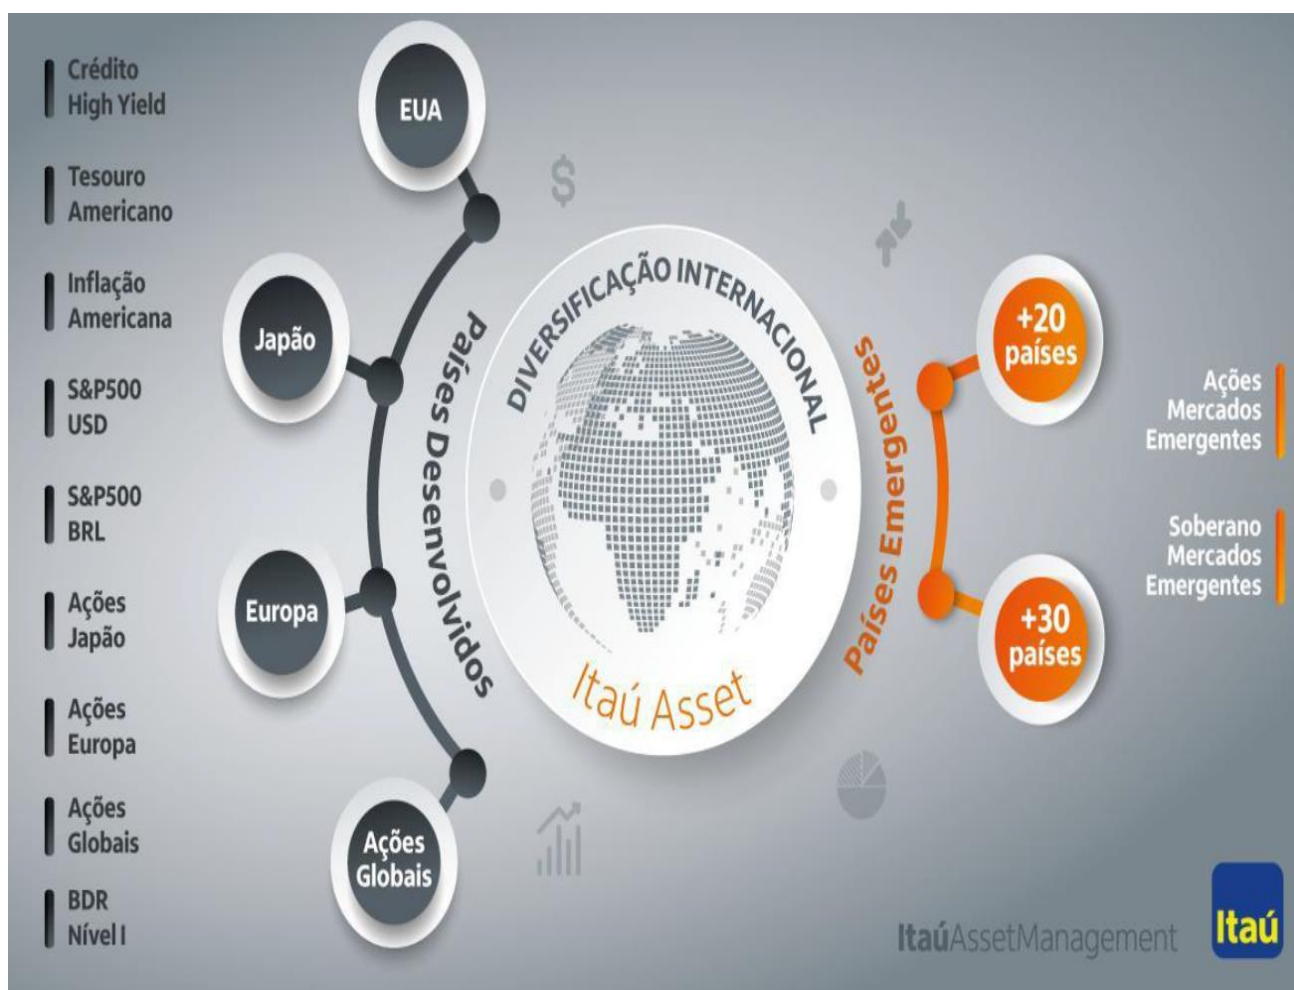 Crédito
High Yield
Tesouro
Americano
Inflação
Americana
S&P500
USD
S&P500
BRL
Ações
Japão
Ações
Europa
Ações
Globais
BDR
Nível I
EUA
Japão
Europa
Ações
Globais
Países Desenvolvidos
DIVERSIFICAÇÃO INTERNACIONAL
Itaú Asset
$
Países Emergentes
+20
países
+30
países
Ações
Mercados
Emergentes
Soberano
Mercados
Emergentes
ItaúAssetManagement
Itaú